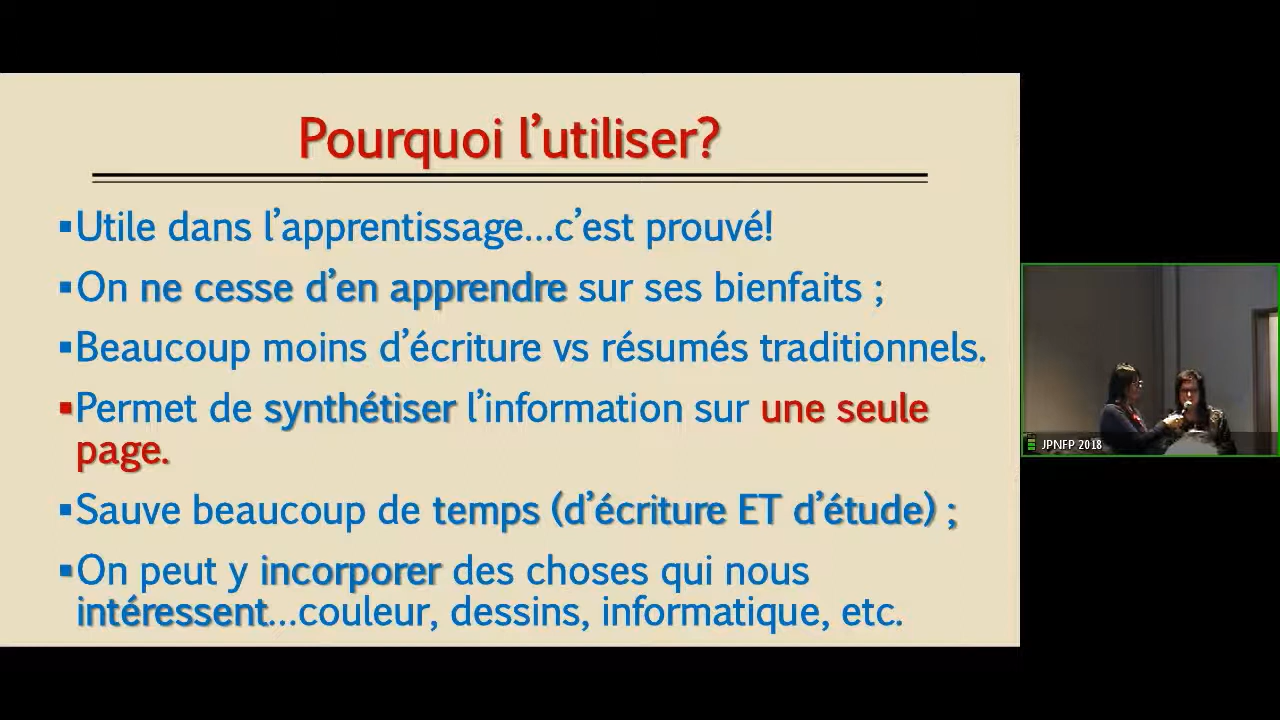 Pourquoi l'utiliser?
▪Utile dans l'apprentissage...c'est prouvé!
▪On ne cesse d'en apprendre sur ses bienfaits ;
▪Beaucoup moins d'écriture vs résumés traditionnels.
▪Permet de synthétiser l'information sur une seule
page.
▪Sauve beaucoup de temps (d'écriture ET d'étude) ;
▪On peut y incorporer des choses qui nous
intéressent...couleur, dessins, informatique, etc.
JPNFP 2018